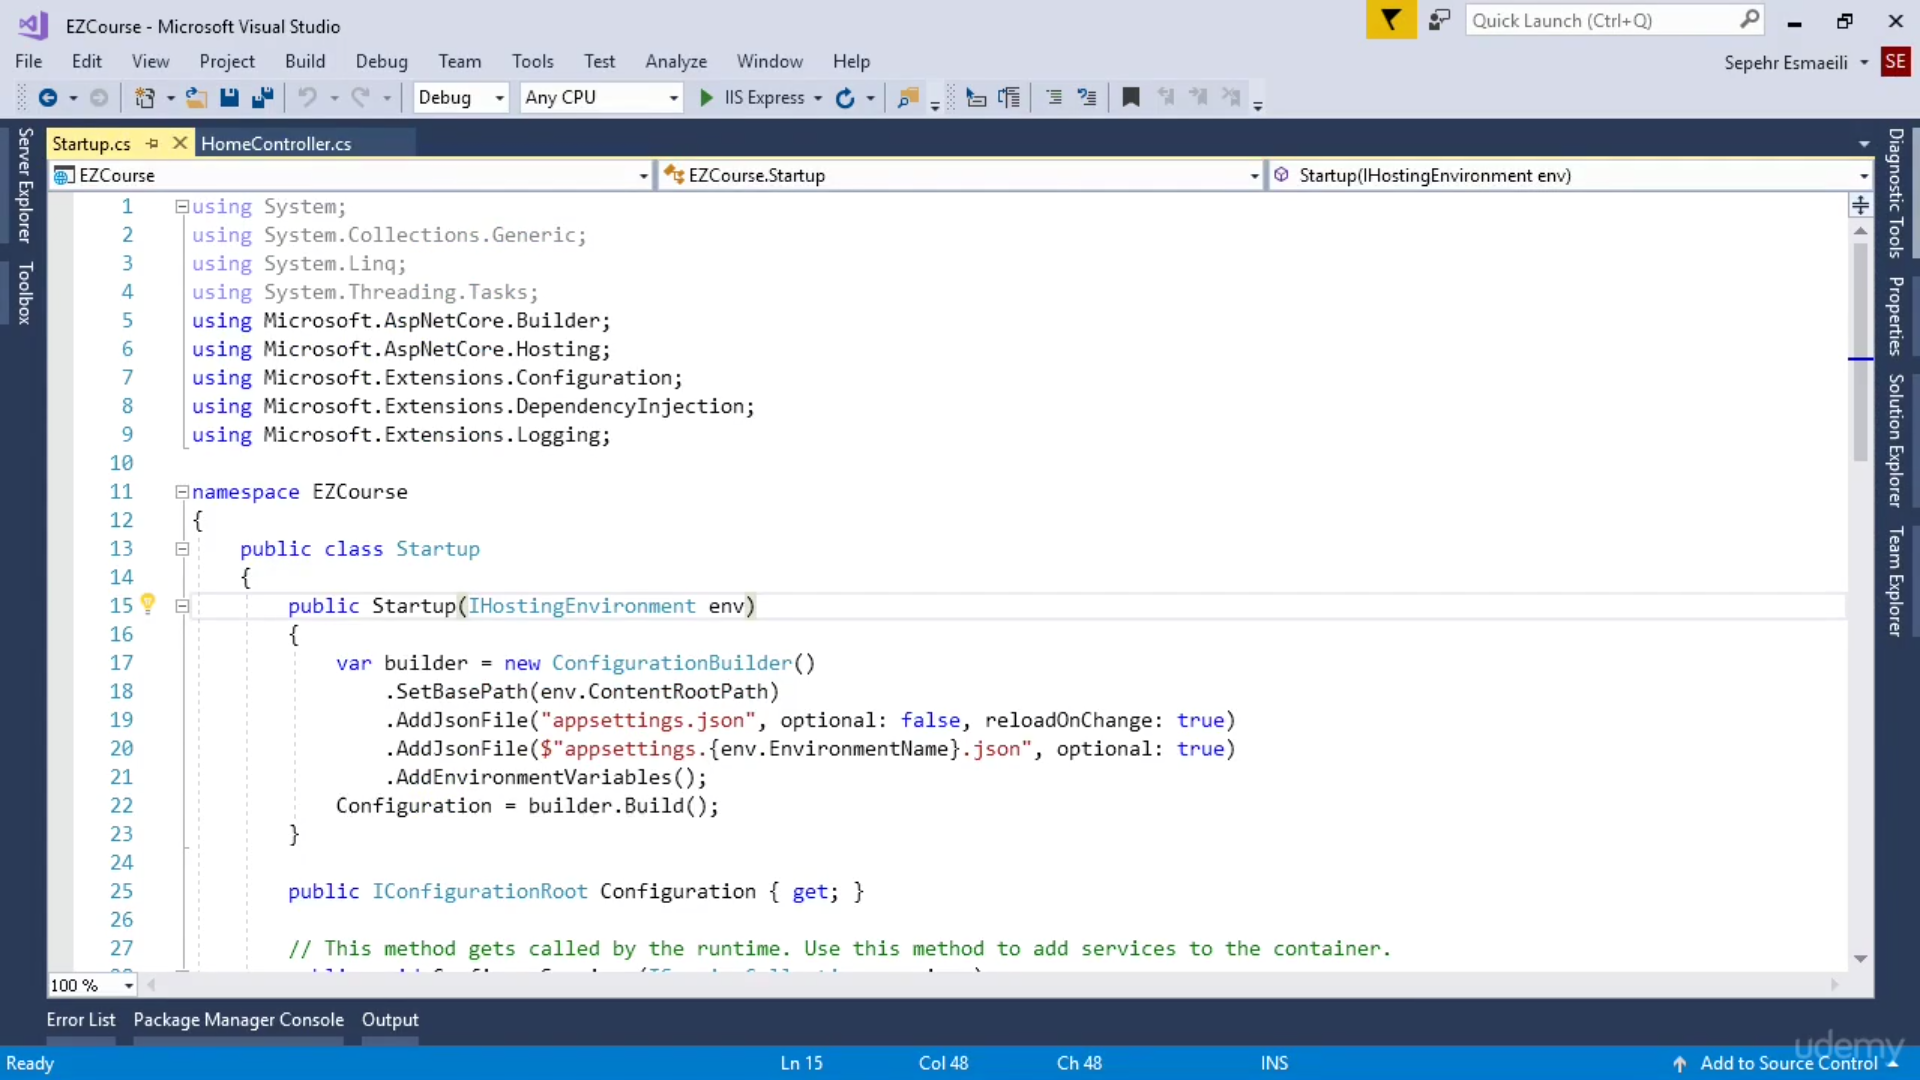 EZCourse - Microsoft Visual Studio
Quick Launch (Ctrl+Q)
File Edit View Project Build Debug Team Tools Test Analyze Window Help
Sepehr Esmaeili SE
Debug Any CPU IIS Express
Startup.cs HomeController.cs
EZCourse EZCourse.Startup Startup(IHostingEnvironment env)
Server Explorer
Toolbox
Diagnostic Tools
Properties
Solution Explorer
Team Explorer
1 using System;
2 using System.Collections.Generic;
3 using System.Linq;
4 using System.Threading.Tasks;
5 using Microsoft.AspNetCore.Builder;
6 using Microsoft.AspNetCore.Hosting;
7 using Microsoft.Extensions.Configuration;
8 using Microsoft.Extensions.DependencyInjection;
9 using Microsoft.Extensions.Logging;
10
11 namespace EZCourse
12 {
13 public class Startup
14 {
15 public Startup(IHostingEnvironment env)
16 {
17 var builder = new ConfigurationBuilder()
18 .SetBasePath(env.ContentRootPath)
19 .AddJsonFile("appsettings.json", optional: false, reloadOnChange: true)
20 .AddJsonFile($"appsettings.{env.EnvironmentName}.json", optional: true)
21 .AddEnvironmentVariables();
22 Configuration = builder.Build();
23 }
24
25 public IConfigurationRoot Configuration { get; }
26
27 // This method gets called by the runtime. Use this method to add services to the container.
100 %
Error List Package Manager Console Output
Ready Ln 15 Col 48 Ch 48 INS Add to Source Control
udemy